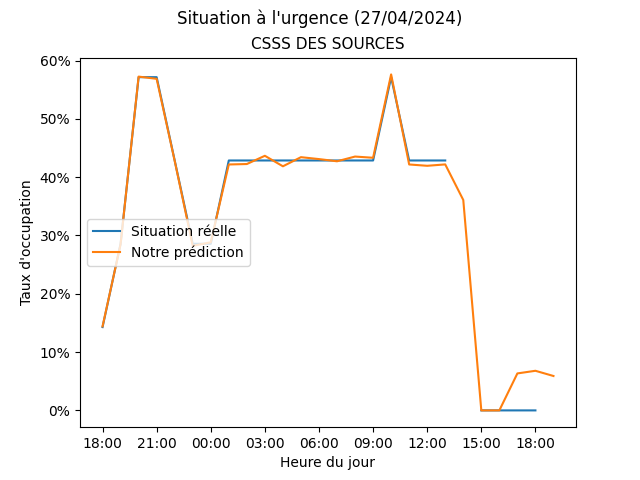 Situation à l'urgence (27/04/2024)
CSSS DES SOURCES
60%
50%
40%
30%
20%
10%
0%
Taux d'occupation
Situation réelle
Notre prédiction
18:00 21:00 00:00 03:00 06:00 09:00 12:00 15:00 18:00
Heure du jour